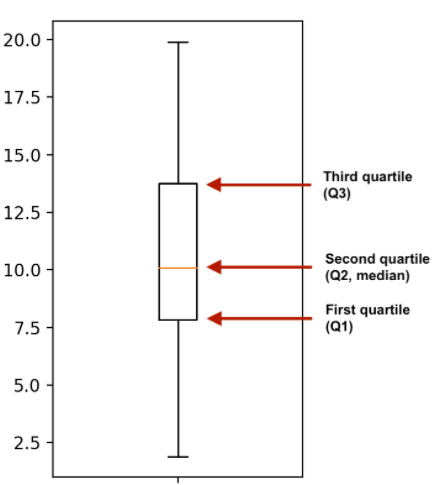 20.0
17.5
15.0
12.5
10.0
7.5
5.0
2.5
Third quartile
(Q3)
Second quartile
(Q2, median)
First quartile
(Q1)